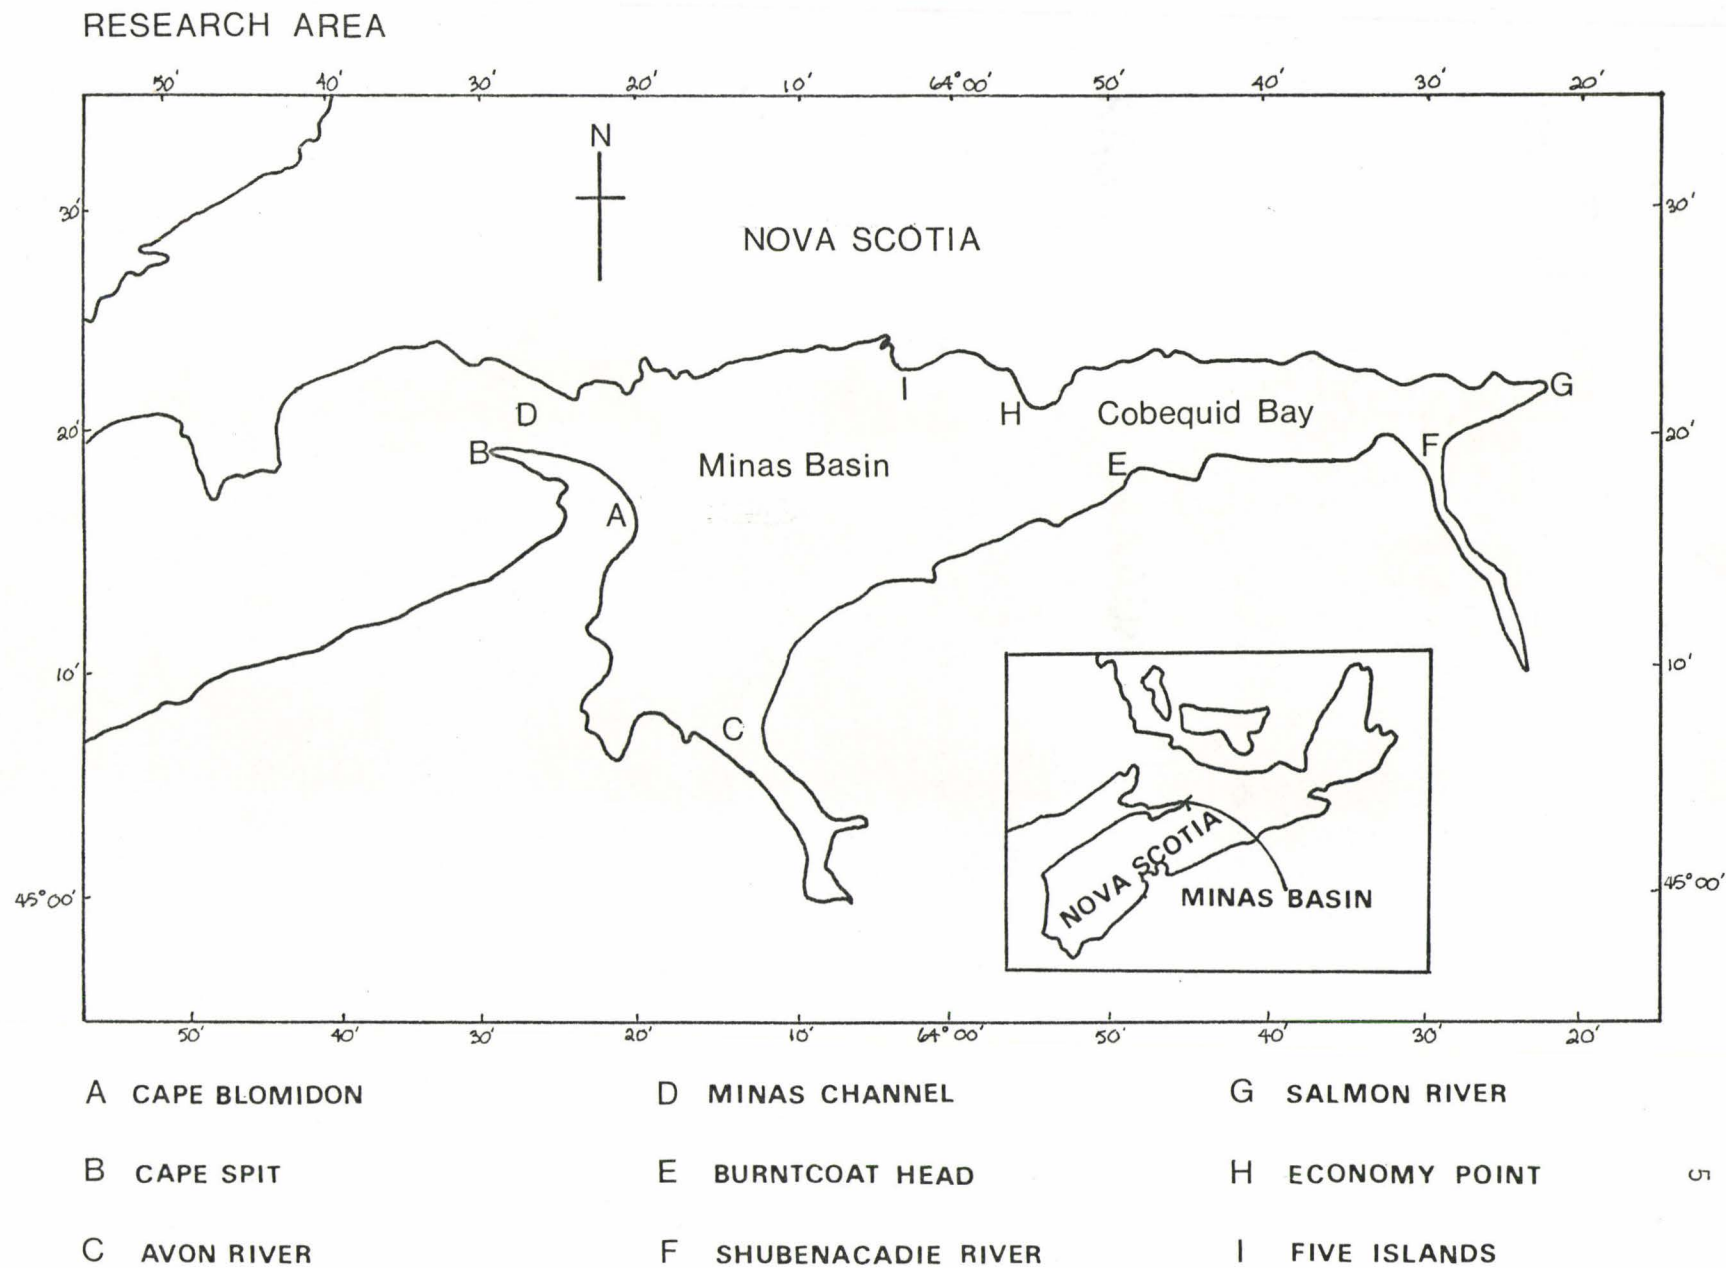 RESEARCH AREA
50' 40' 30' 20' 10' 64°00' 50' 40' 30' 20'
N
30' 30'
NOVA SCOTIA
I G
D H Cobequid Bay
20' 20'
B Minas Basin E F
A
10' 10'
C
NOVA SCOTIA
45°00' 45°00'
MINAS BASIN
50' 40' 30' 20' 10' 64°00' 50' 40' 30' 20'
A CAPE BLOMIDON D MINAS CHANNEL G SALMON RIVER
B CAPE SPIT E BURNTCOAT HEAD H ECONOMY POINT
5
C AVON RIVER F SHUBENACADIE RIVER I FIVE ISLANDS